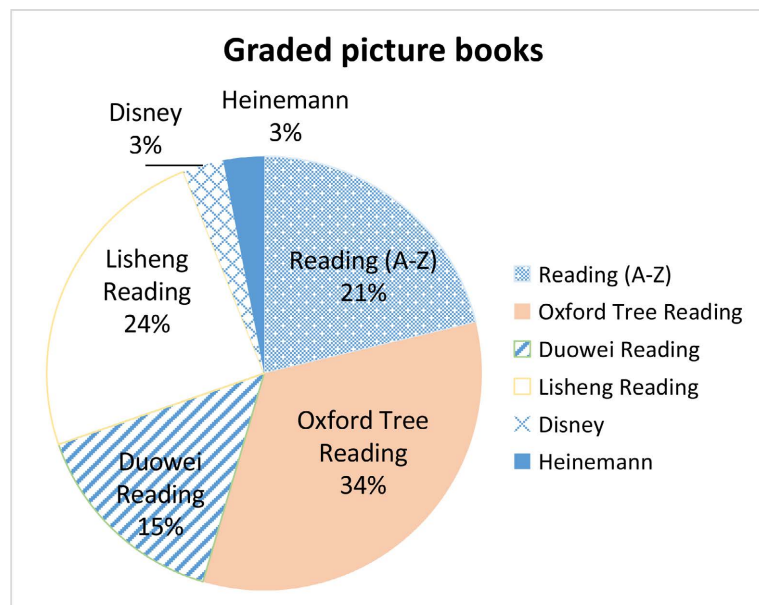 Graded picture books
Heinemann
3%
Disney
3%
Reading (A-Z)
21%
Lisheng
Reading
24%
Oxford Tree
Reading
34%
Duowei
Reading
15%
Reading (A-Z)
Oxford Tree Reading
Duowei Reading
Lisheng Reading
Disney
Heinemann